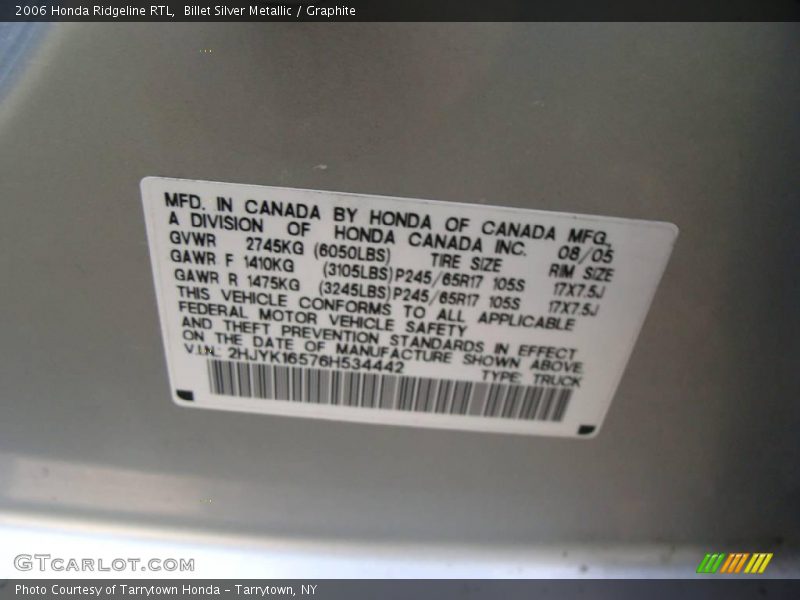 2006 Honda Ridgeline RTL,  Billet Silver Metallic / Graphite
MFD. IN CANADA BY HONDA OF CANADA MFG.,
A DIVISION OF HONDA CANADA INC. 08/05
GVWR 2745KG (6050LBS) TIRE SIZE RIM SIZE
GAWR F 1410KG (3105LBS) P245/65R17 105S 17X7.5J
GAWR R 1475KG (3245LBS) P245/65R17 105S 17X7.5J
THIS VEHICLE CONFORMS TO ALL APPLICABLE
FEDERAL MOTOR VEHICLE SAFETY
AND THEFT PREVENTION STANDARDS IN EFFECT
ON THE DATE OF MANUFACTURE SHOWN ABOVE.
V.I.N.: 2HJYK16576H534442 TYPE: TRUCK
GTCARLOT.COM
Photo Courtesy of Tarrytown Honda – Tarrytown, NY